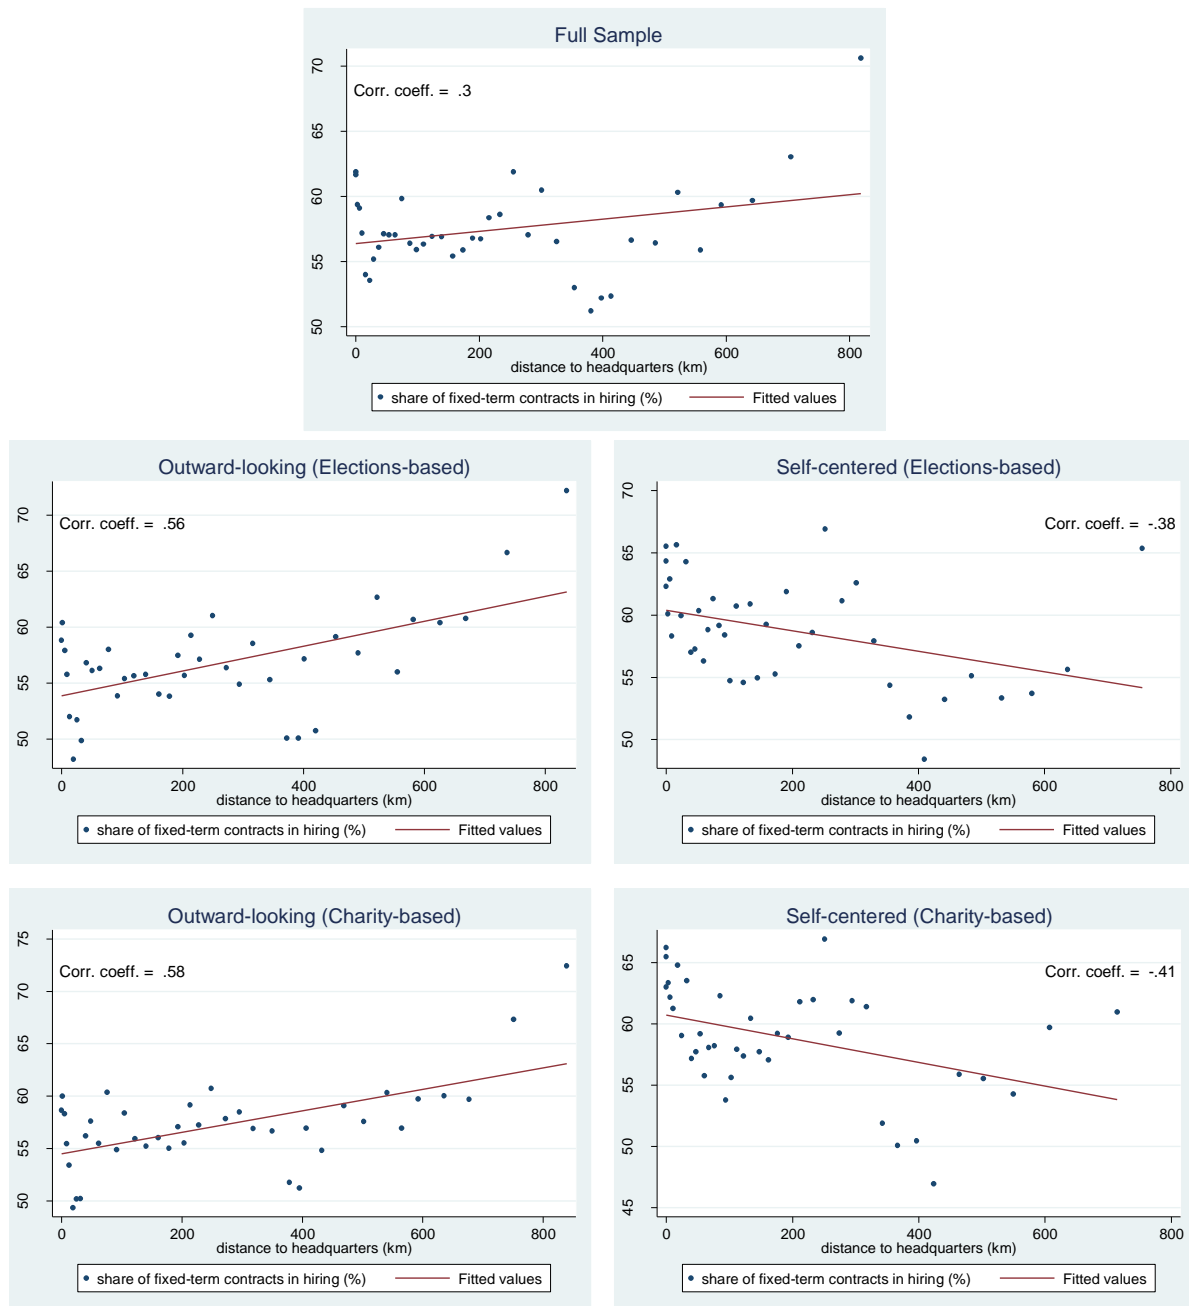 Full Sample
70
65
60
55
50
Corr. coeff. = .3
0 200 400 600 800
distance to headquarters (km)
share of fixed-term contracts in hiring (%) Fitted values
Outward-looking (Elections-based)
70
65
60
55
50
Corr. coeff. = .56
0 200 400 600 800
distance to headquarters (km)
share of fixed-term contracts in hiring (%) Fitted values
Self-centered (Elections-based)
70
65
60
55
50
Corr. coeff. = -.38
0 200 400 600 800
distance to headquarters (km)
share of fixed-term contracts in hiring (%) Fitted values
Outward-looking (Charity-based)
75
70
65
60
55
50
Corr. coeff. = .58
0 200 400 600 800
distance to headquarters (km)
share of fixed-term contracts in hiring (%) Fitted values
Self-centered (Charity-based)
65
60
55
50
45
Corr. coeff. = -.41
0 200 400 600 800
distance to headquarters (km)
share of fixed-term contracts in hiring (%) Fitted values